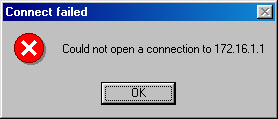 Connect failed
Could not open a connection to 172.16.1.1
OK